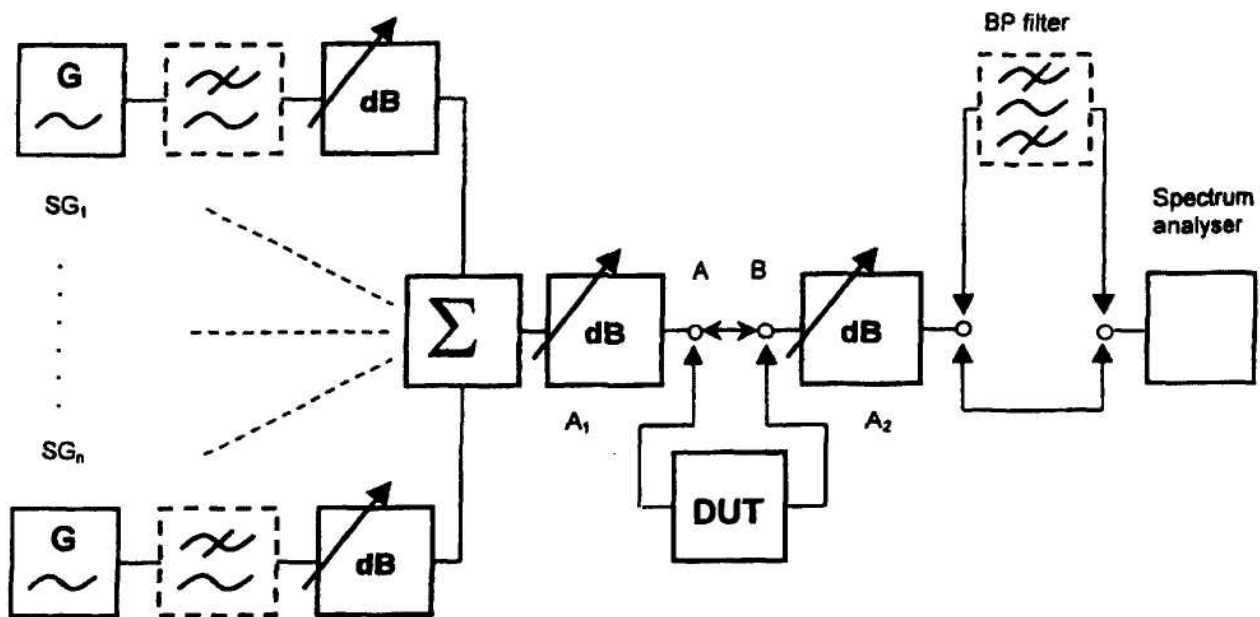 BP filter
G
dB
SG₁
Spectrum
analyser
A
B
Σ
dB
dB
A₁
A₂
SGₙ
DUT
G
dB